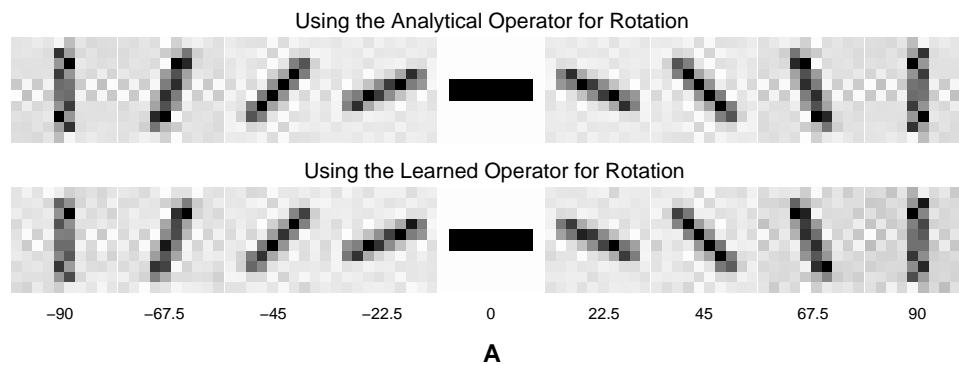 Using the Analytical Operator for Rotation
Using the Learned Operator for Rotation
−90 −67.5 −45 −22.5 0 22.5 45 67.5 90
A